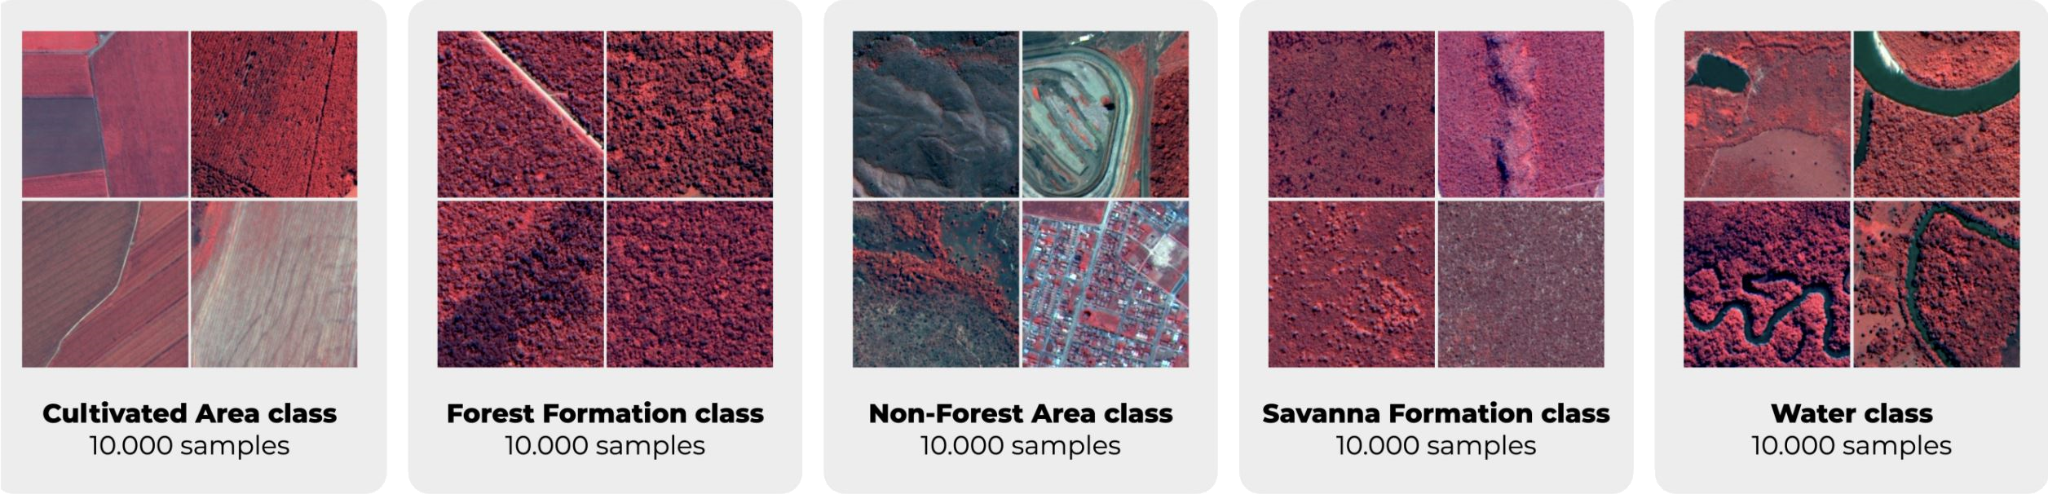 Cultivated Area class
10.000 samples
Forest Formation class
10.000 samples
Non-Forest Area class
10.000 samples
Savanna Formation class
10.000 samples
Water class
10.000 samples